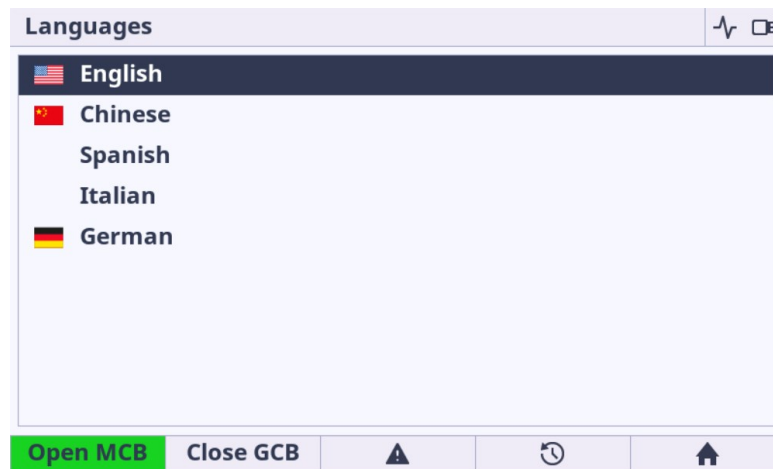 Languages
English
Chinese
Spanish
Italian
German
Open MCB Close GCB